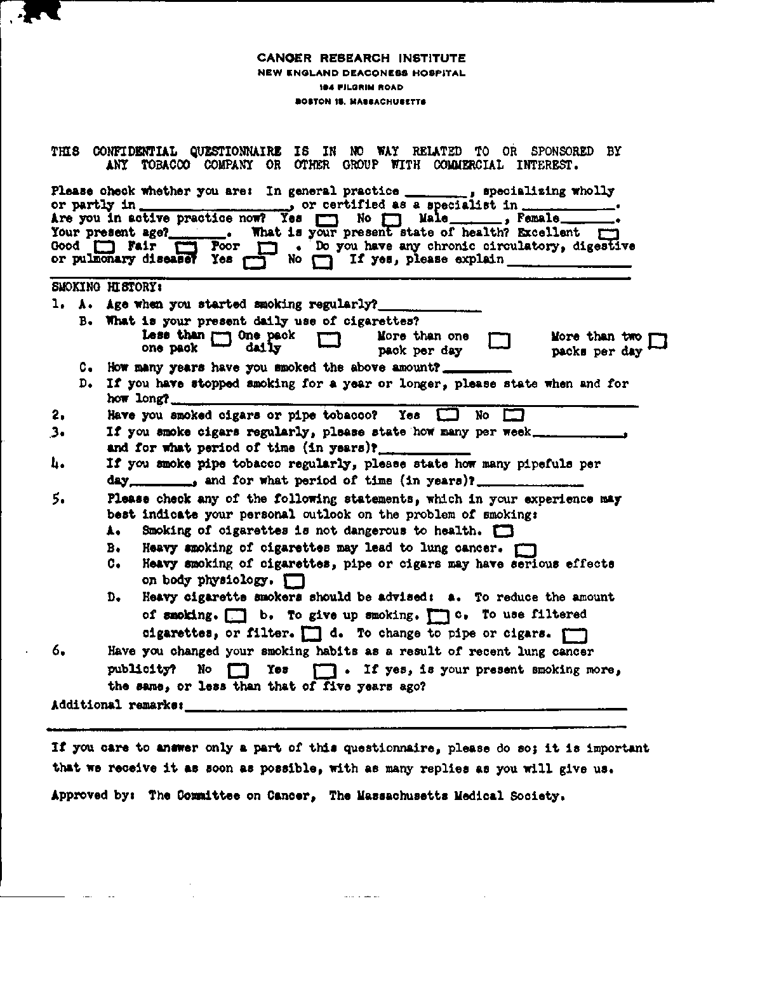 CANCER RESEARCH INSTITUTE
NEW ENGLAND DEACONESS HOSPITAL
194 PILGRIM ROAD
BOSTON 15, MASSACHUSETTS
THIS CONFIDENTIAL QUESTIONNAIRE IS IN NO WAY RELATED TO OR SPONSORED BY
ANY TOBACCO COMPANY OR OTHER GROUP WITH COMMERCIAL INTEREST.
Please check whether you are: In general practice ________, specializing wholly
or partly in __________________, or certified as a specialist in ___________.
Are you in active practice now? Yes No Male______, Female______.
Your present age?_______. What is your present state of health? Excellent
Good Fair Poor . Do you have any chronic circulatory, digestive
or pulmonary disease? Yes No If yes, please explain ______________
SMOKING HISTORY:
1. A. Age when you started smoking regularly?______________
B. What is your present daily use of cigarettes?
Less than One pack More than one More than two
one pack daily pack per day packs per day
C. How many years have you smoked the above amount?_________
D. If you have stopped smoking for a year or longer, please state when and for
how long?______________
2. Have you smoked cigars or pipe tobacco? Yes No
3. If you smoke cigars regularly, please state how many per week____________,
and for what period of time (in years)?____________
4. If you smoke pipe tobacco regularly, please state how many pipefuls per
day________, and for what period of time (in years)?______________
5. Please check any of the following statements, which in your experience may
best indicate your personal outlook on the problem of smoking:
A. Smoking of cigarettes is not dangerous to health.
B. Heavy smoking of cigarettes may lead to lung cancer.
C. Heavy smoking of cigarettes, pipe or cigars may have serious effects
on body physiology.
D. Heavy cigarette smokers should be advised: a. To reduce the amount
of smoking. b. To give up smoking. c. To use filtered
cigarettes, or filter. d. To change to pipe or cigars.
6. Have you changed your smoking habits as a result of recent lung cancer
publicity? No Yes . If yes, is your present smoking more,
the same, or less than that of five years ago?
Additional remarks:______________
If you care to answer only a part of this questionnaire, please do so; it is important
that we receive it as soon as possible, with as many replies as you will give us.
Approved by: The Committee on Cancer, The Massachusetts Medical Society.